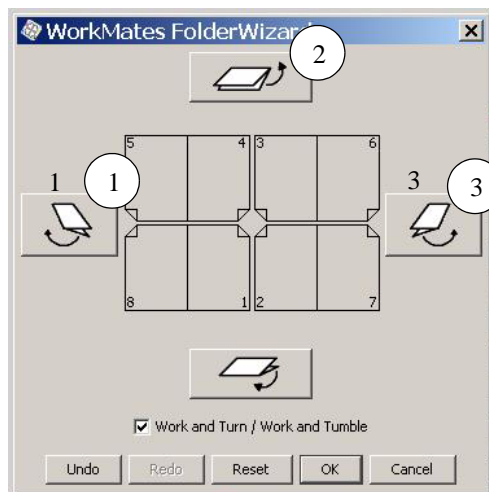 WorkMates FolderWizar
2
5 4 3 6
1 1 3 3
8 1 2 7
Work and Turn / Work and Tumble
Undo Redo Reset OK Cancel